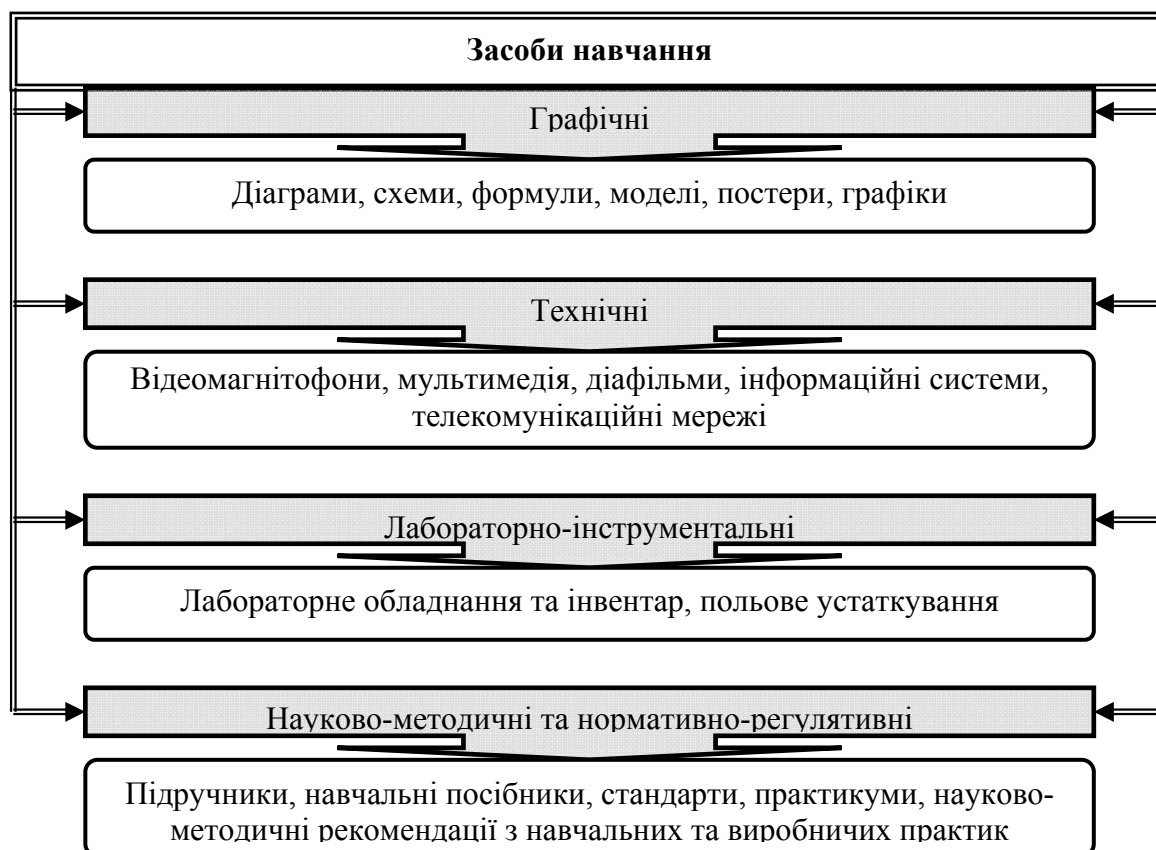 Засоби навчання
Графічні
Діаграми, схеми, формули, моделі, постери, графіки
Технічні
Відеомагнітофони, мультимедія, діафільми, інформаційні системи,
телекомунікаційні мережі
Лабораторно-інструментальні
Лабораторне обладнання та інвентар, польове устаткування
Науково-методичні та нормативно-регулятивні
Підручники, навчальні посібники, стандарти, практикуми, науково-
методичні рекомендації з навчальних та виробничих практик